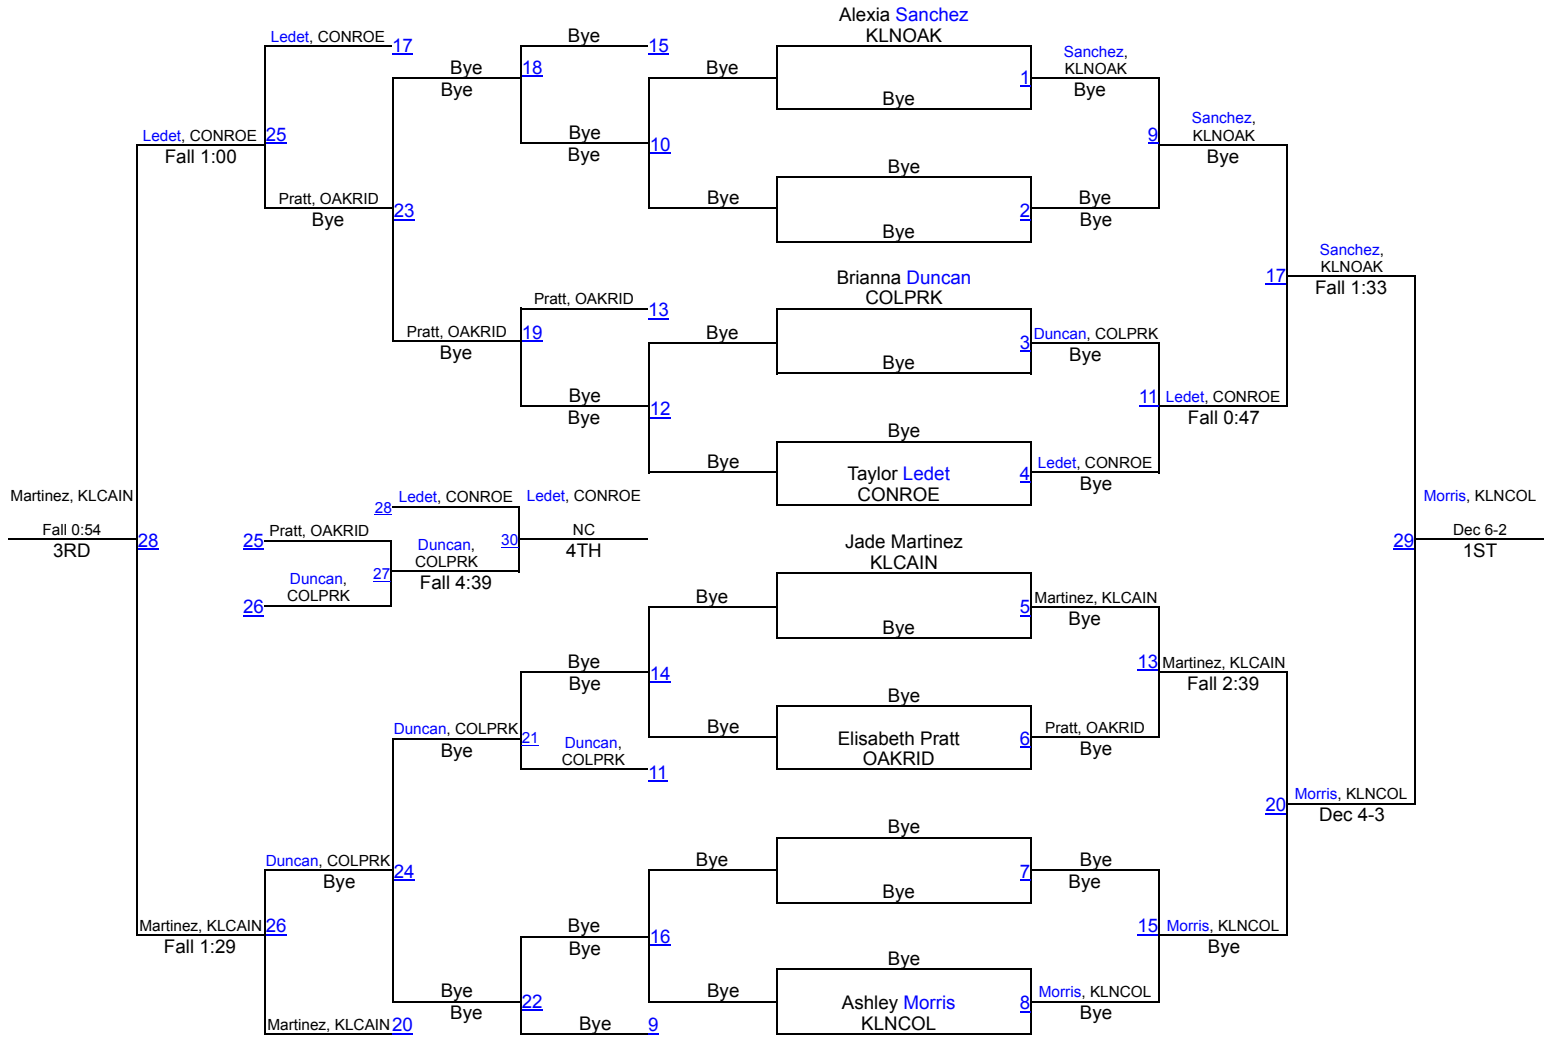 Alexia Sanchez
KLNOAK
Ledet, CONROE
17
Bye
15
Sanchez,
KLNOAK
Bye
18
Bye
1
Bye
Bye
Bye
Sanchez,
KLNOAK
Ledet, CONROE
25
Bye
10
9
Fall 1:00
Bye
Bye
Bye
Pratt, OAKRID
23
Bye
2
Bye
Bye
Bye
Bye
Sanchez,
KLNOAK
Brianna Duncan
17
Fall 1:33
COLPRK
Pratt, OAKRID
13
Pratt, OAKRID
19
Bye
3
Duncan, COLPRK
Bye
Bye
Bye
Bye
12
11
Ledet, CONROE
Bye
Fall 0:47
Bye
Bye
Taylor Ledet
4
Ledet, CONROE
CONROE
Bye
Martinez, KLCAIN
Ledet, CONROE
Ledet, CONROE
Morris, KLNCOL
28
Fall 0:54
28
25
Pratt, OAKRID
30
NC
29
Dec 6-2
3RD
Duncan,
COLPRK
4TH
Jade Martinez
1ST
Duncan,
COLPRK
27
Fall 4:39
KLCAIN
26
Bye
5
Martinez, KLCAIN
Bye
Bye
Bye
14
13
Martinez, KLCAIN
Bye
Fall 2:39
Bye
Duncan, COLPRK
21
Duncan,
COLPRK
Bye
Elisabeth Pratt
6
Pratt, OAKRID
Bye
11
OAKRID
Bye
20
Morris, KLNCOL
Dec 4-3
Bye
Duncan, COLPRK
24
Bye
7
Bye
Bye
Bye
Bye
Martinez, KLCAIN
26
Bye
16
15
Morris, KLNCOL
Fall 1:29
Bye
Bye
Bye
Bye
22
Bye
Ashley Morris
8
Morris, KLNCOL
Bye
KLNCOL
Bye
Martinez, KLCAIN
20
Bye
9